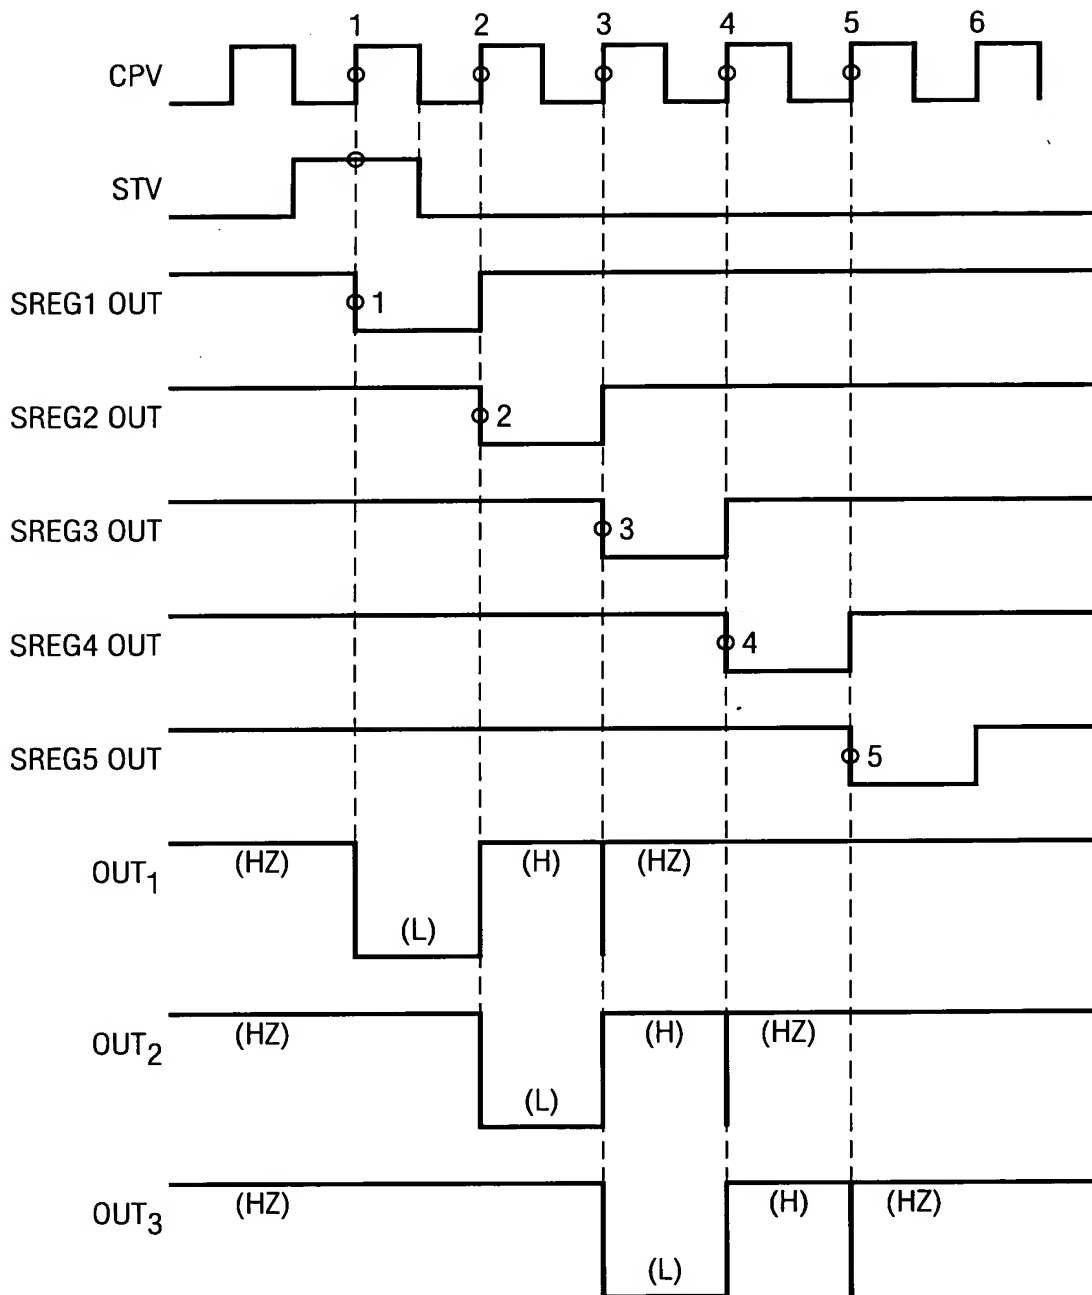 1 2 3 4 5 6
CPV
STV
SREG1 OUT
1
SREG2 OUT
2
SREG3 OUT
3
SREG4 OUT
4
SREG5 OUT
5
OUT1 (HZ) (H) (HZ)
(L)
OUT2 (HZ) (H) (HZ)
(L)
OUT3 (HZ) (H) (HZ)
(L)